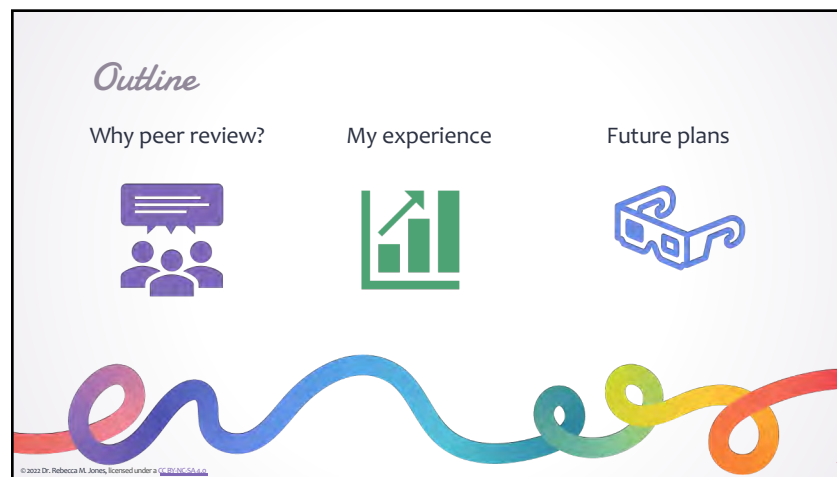 Outline
Why peer review?
My experience
Future plans
© 2022 Dr. Rebecca M. Jones, licensed under a CC BY-NC-SA 4.0